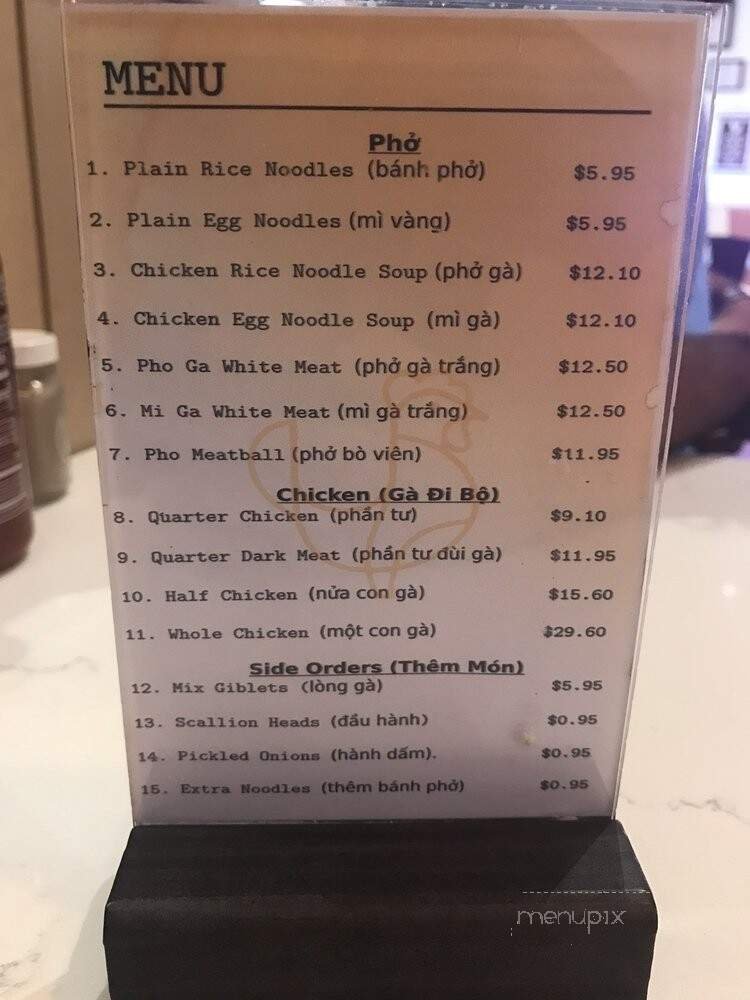 MENU
Phở
1. Plain Rice Noodles (bánh phở) $5.95
2. Plain Egg Noodles (mì vàng) $5.95
3. Chicken Rice Noodle Soup (phở gà) $12.10
4. Chicken Egg Noodle Soup (mì gà) $12.10
5. Pho Ga White Meat (phở gà trắng) $12.50
6. Mi Ga White Meat (mì gà trắng) $12.50
7. Pho Meatball (phở bò viên) $11.95
Chicken (Gà Đi Bộ)
8. Quarter Chicken (phần tư) $9.10
9. Quarter Dark Meat (phần tư đùi gà) $11.95
10. Half Chicken (nửa con gà) $15.60
11. Whole Chicken (một con gà) $29.60
Side Orders (Thêm Món)
12. Mix Giblets (lòng gà) $5.95
13. Scallion Heads (đầu hành) $0.95
14. Pickled Onions (hành dấm). $0.95
15. Extra Noodles (thêm bánh phở) $0.95
menupix